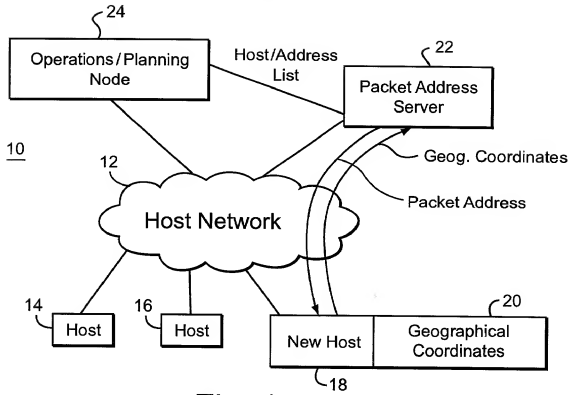 24
22
Operations/Planning
Node
Host/Address
List
Packet Address
Server
10
12
Geog. Coordinates
Packet Address
Host Network
14
Host
16
Host
20
New Host
Geographical
Coordinates
18